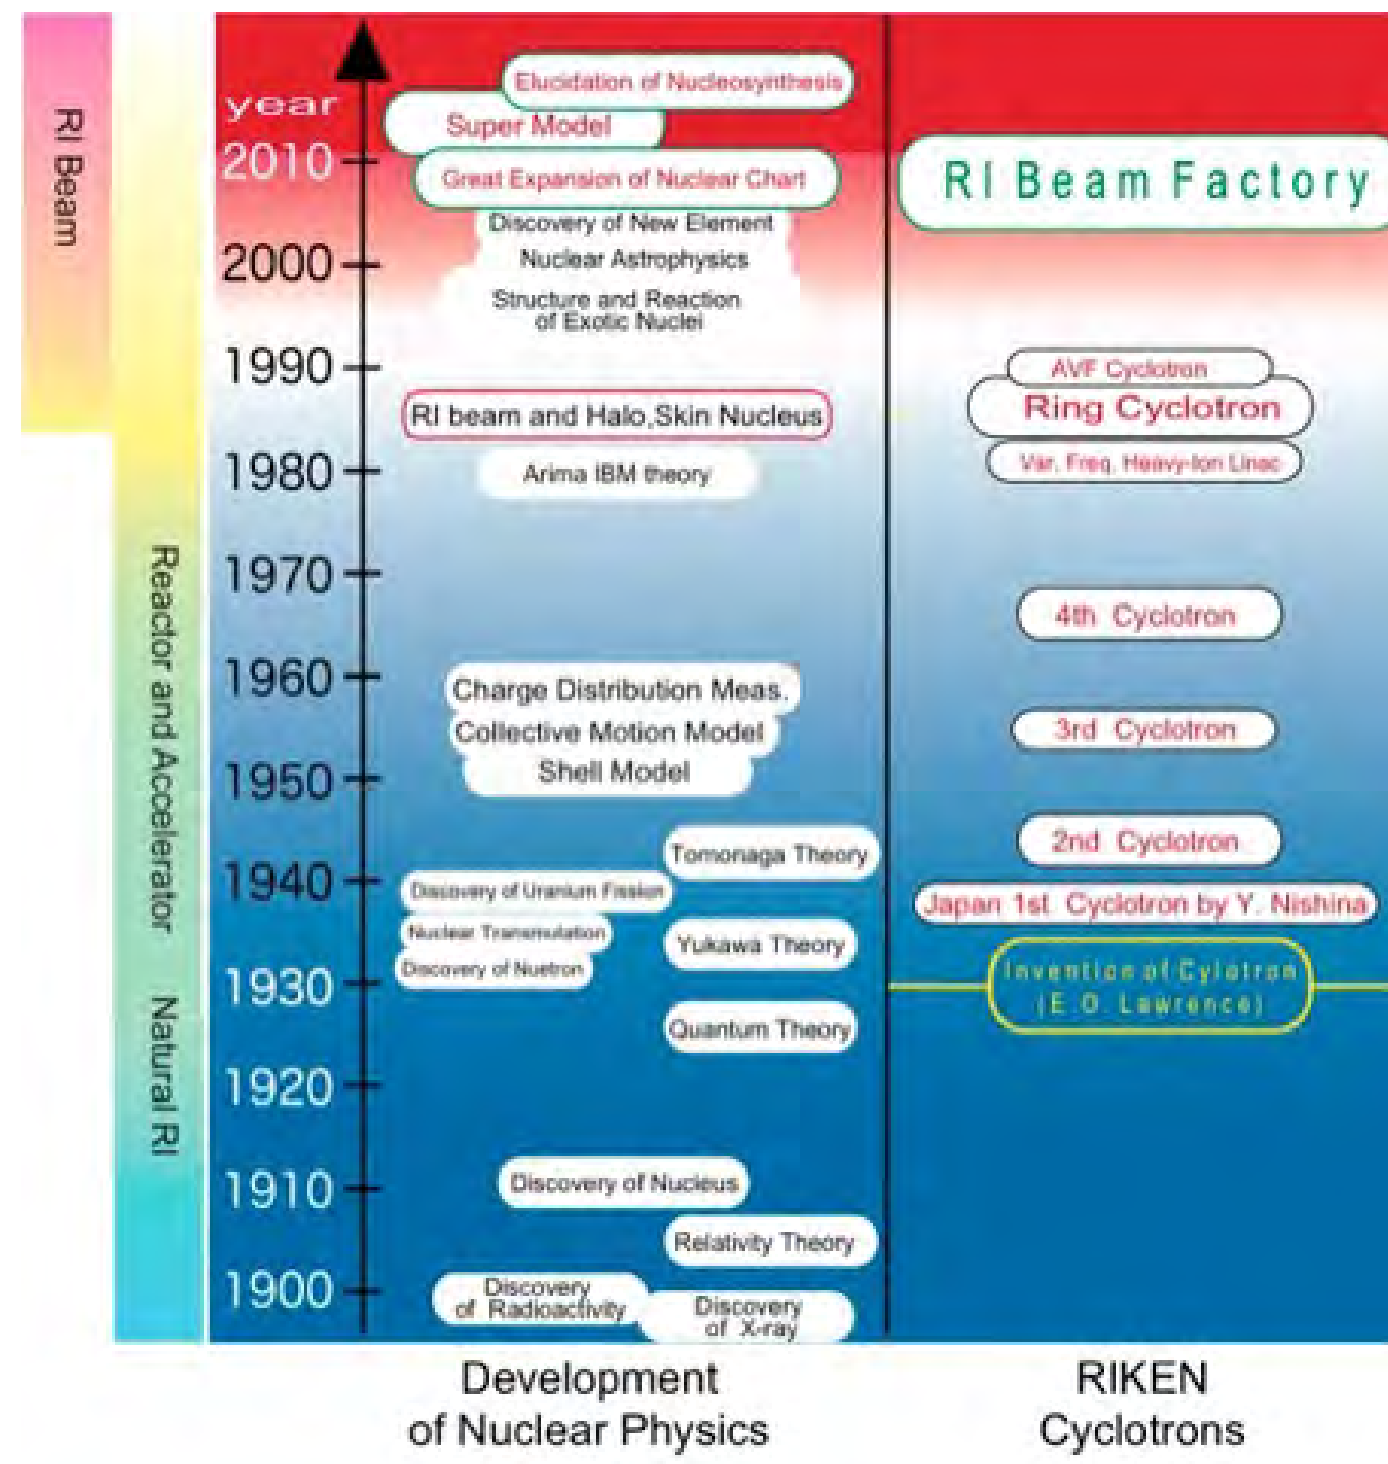 RI Beam
Reactor and Accelerator
Natural RI
year
2010
2000
1990
1980
1970
1960
1950
1940
1930
1920
1910
1900
Elucidation of Nucleosynthesis
Super Model
Great Expansion of Nuclear Chart
Discovery of New Element
Nuclear Astrophysics
Structure and Reaction
of Exotic Nuclei
RI beam and Halo,Skin Nucleus
Arima IBM theory
Charge Distribution Meas.
Collective Motion Model
Shell Model
Tomonaga Theory
Discovery of Uranium Fission
Nuclear Transmulation
Yukawa Theory
Discovery of Nuetron
Quantum Theory
Discovery of Nucleus
Relativity Theory
Discovery
of Radioactivity
Discovery
of X-ray
RI Beam Factory
AVF Cyclotron
Ring Cyclotron
Var. Freq. Heavy-Ion Linac
4th Cyclotron
3rd Cyclotron
2nd Cyclotron
Japan 1st Cyclotron by Y. Nishina
Invention of Cylotron
(E.O. Lawrence)
Development
of Nuclear Physics
RIKEN
Cyclotrons